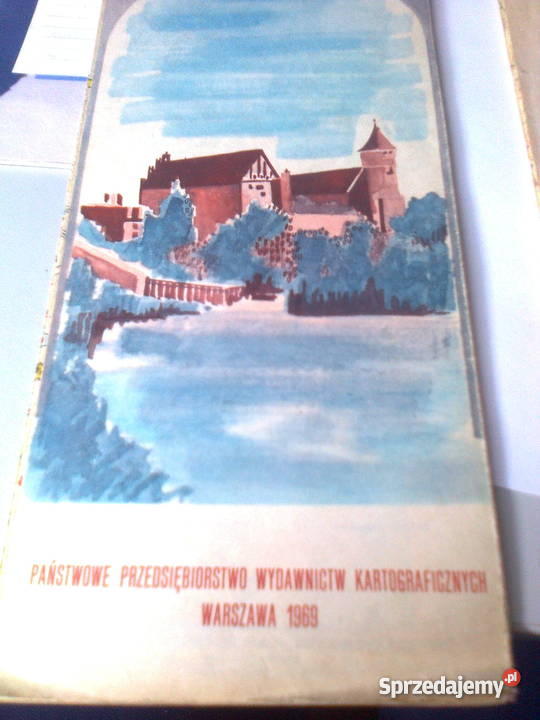 PAŃSTWOWE PRZEDSIĘBIORSTWO WYDAWNICTW KARTOGRAFICZNYCH
WARSZAWA 1969
Sprzedajemy.pl